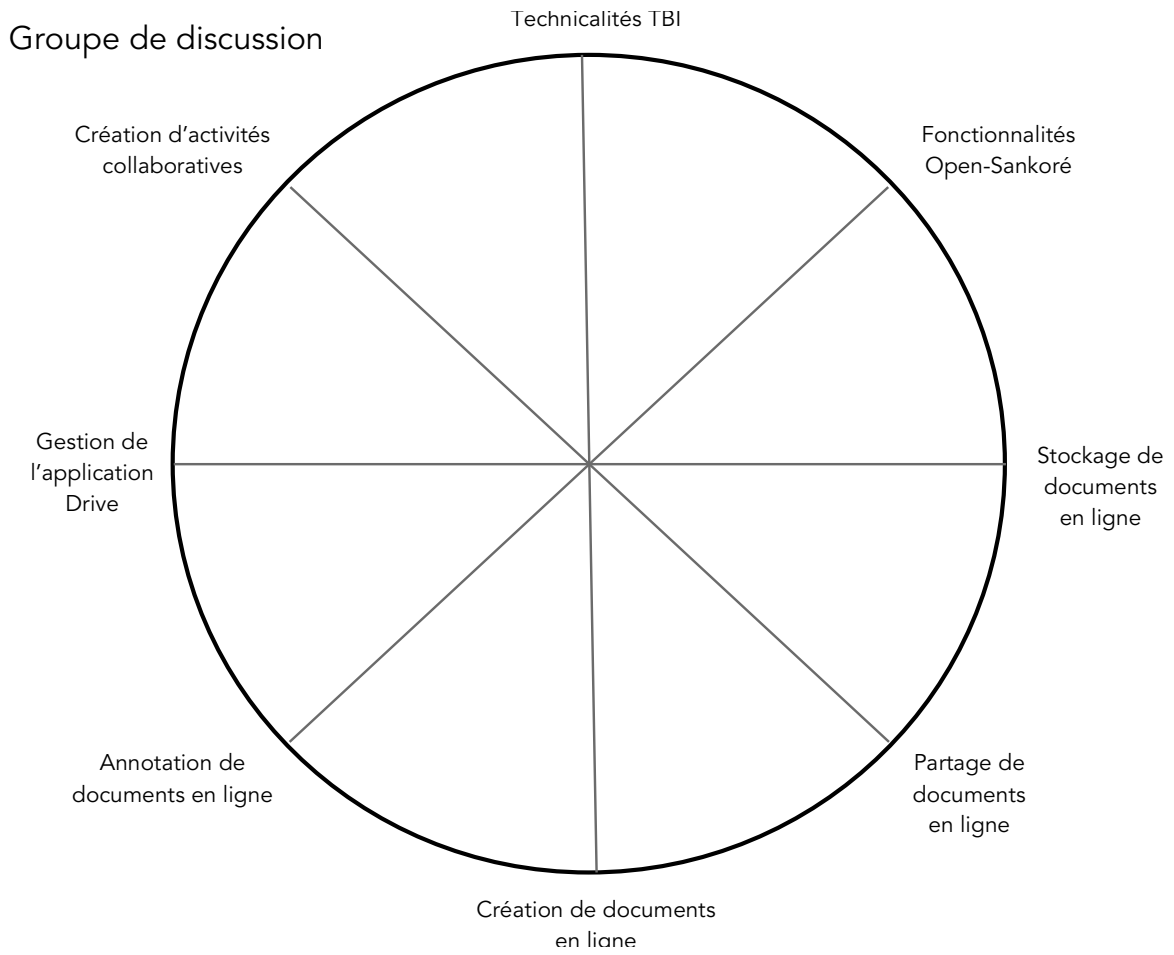 Technicalités TBI
Groupe de discussion
Création d’activités
collaboratives
Fonctionnalités
Open-Sankoré
Gestion de
l’application
Drive
Stockage de
documents
en ligne
Annotation de
documents en ligne
Partage de
documents
en ligne
Création de documents
en ligne